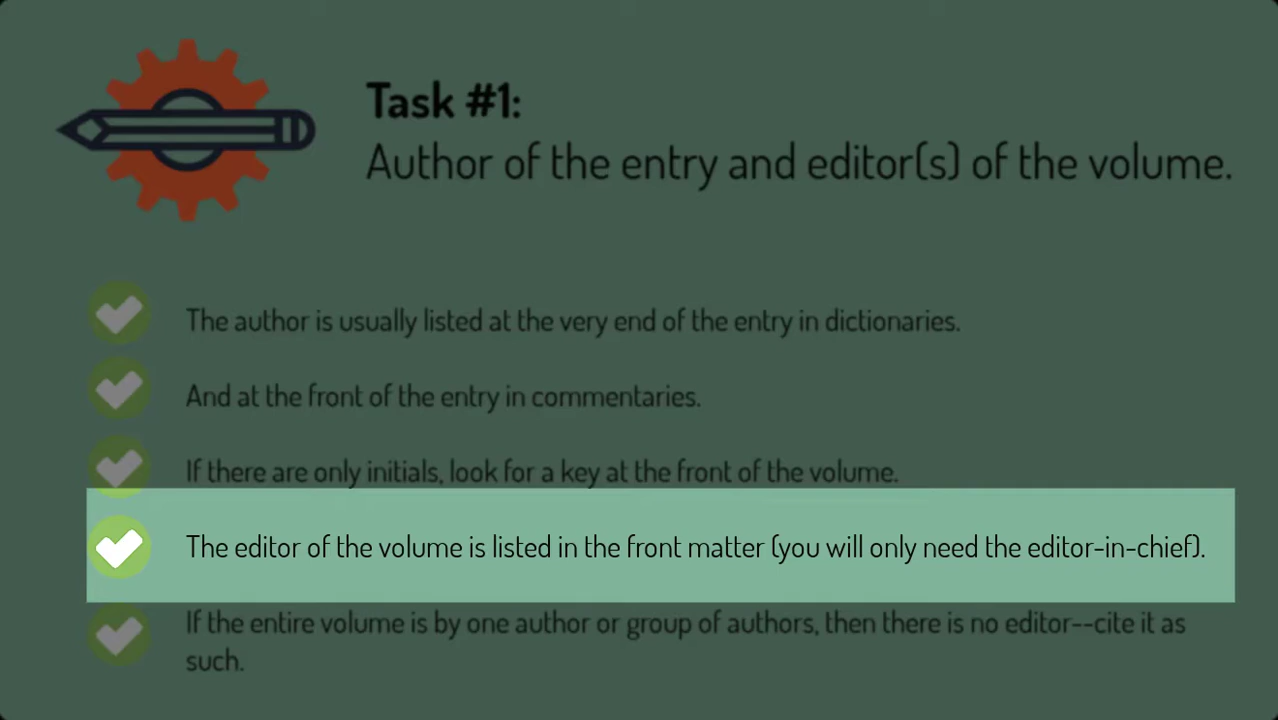 Task #1:
Author of the entry and editor(s) of the volume.
The author is usually listed at the very end of the entry in dictionaries.
And at the front of the entry in commentaries.
If there are only initials, look for a key at the front of the volume.
The editor of the volume is listed in the front matter (you will only need the editor-in-chief).
If the entire volume is by one author or group of authors, then there is no editor--cite it as
such.